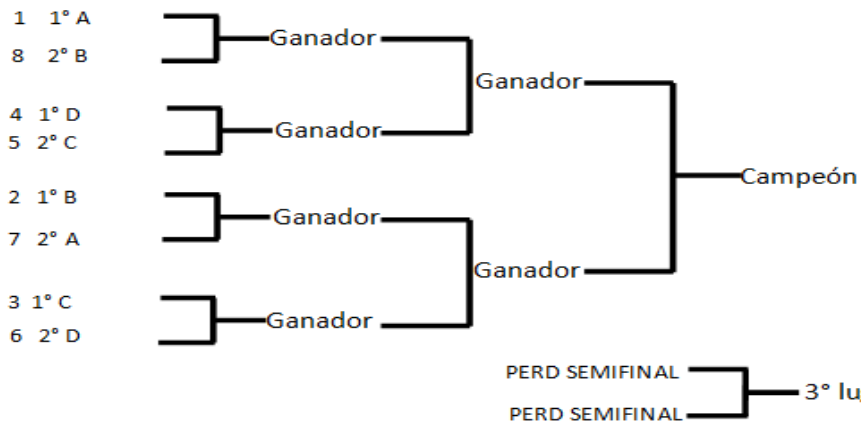 1 1° A
8 2° B
Ganador
4 1° D
5 2° C
Ganador
Ganador
2 1° B
7 2° A
Ganador
3 1° C
6 2° D
Ganador
Ganador
Campeón
PERD SEMIFINAL
PERD SEMIFINAL
3°